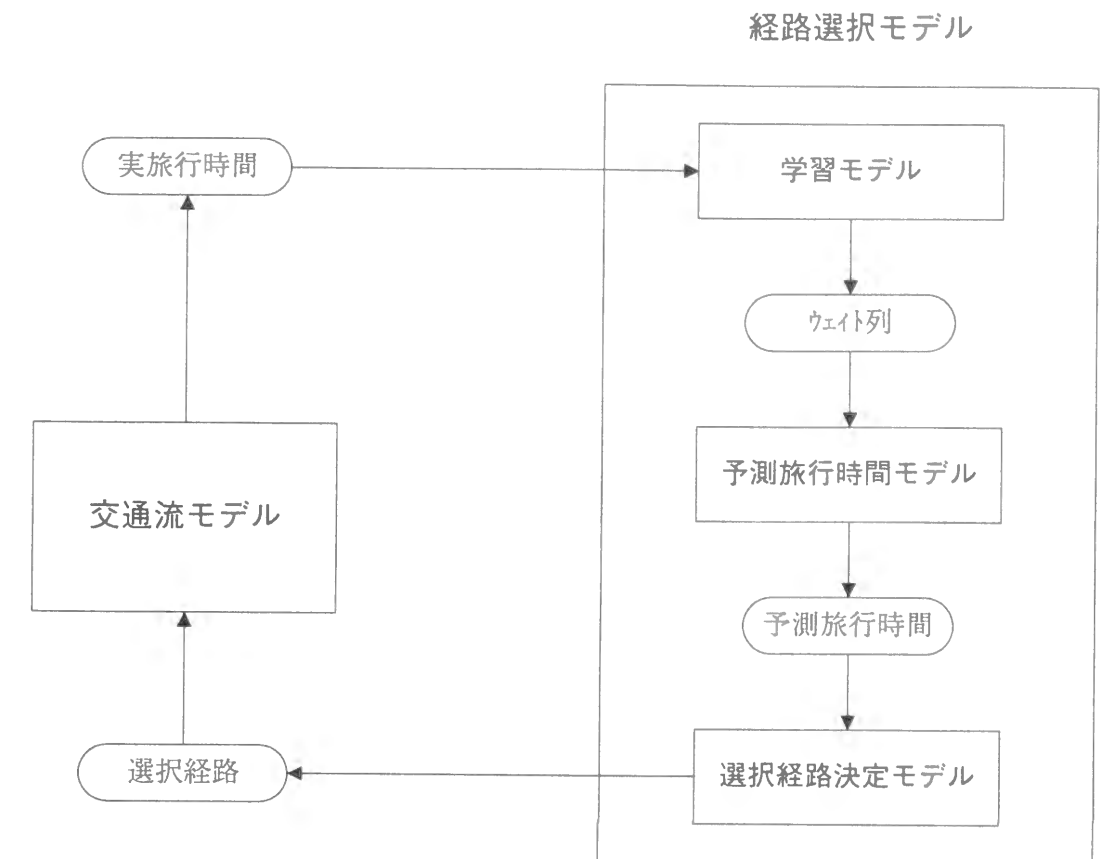 経路選択モデル
実旅行時間
学習モデル
ウェイト列
予測旅行時間モデル
交通流モデル
予測旅行時間
選択経路
選択経路決定モデル